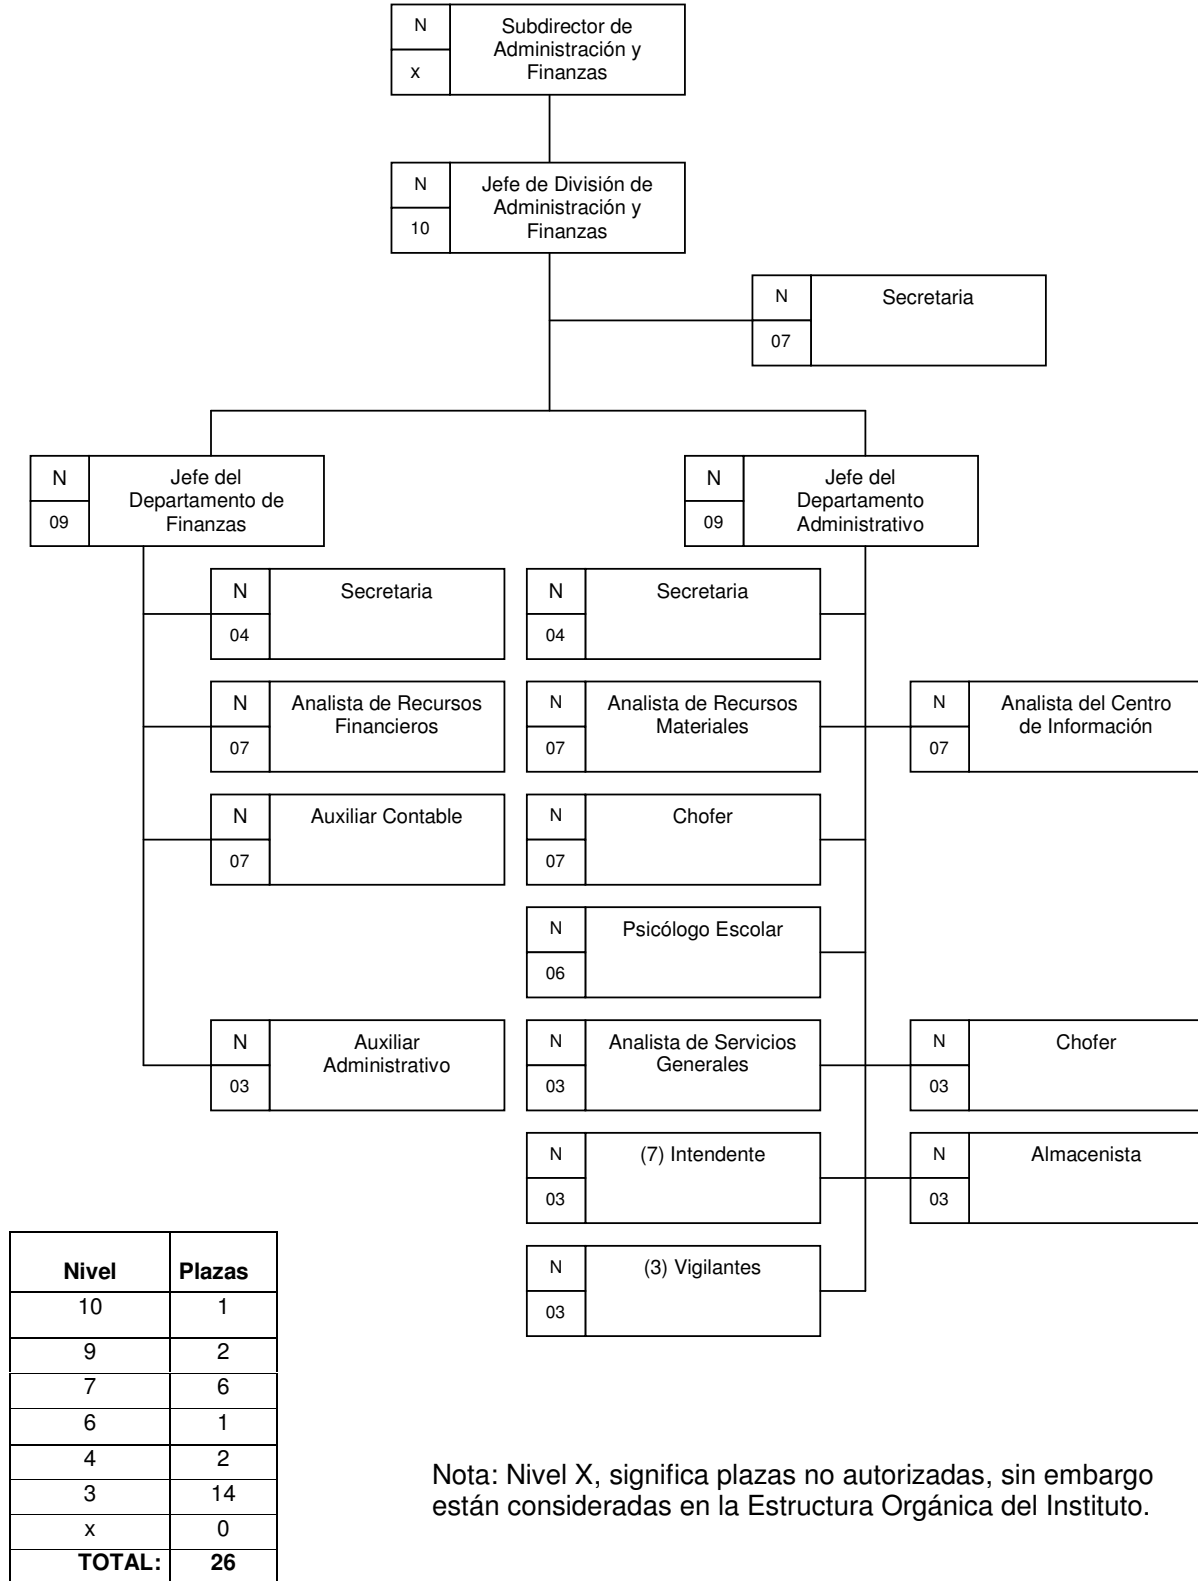 N
Subdirector de
Administración y
Finanzas
x
N
Jefe de División de
Administración y
Finanzas
10
N
Secretaria
07
N
Jefe del
Departamento de
Finanzas
09
N
Jefe del
Departamento
Administrativo
09
N
Secretaria
04
N
Secretaria
04
N
Analista de Recursos
Financieros
07
N
Analista de Recursos
Materiales
07
N
Analista del Centro
de Información
07
N
Auxiliar Contable
07
N
Chofer
07
N
Psicólogo Escolar
06
N
Auxiliar
Administrativo
03
N
Analista de Servicios
Generales
03
N
Chofer
03
N
(7) Intendente
03
N
Almacenista
03
N
(3) Vigilantes
03
Nivel Plazas
10 1
9 2
7 6
6 1
4 2
3 14
x 0
TOTAL: 26
Nota: Nivel X, significa plazas no autorizadas, sin embargo
están consideradas en la Estructura Orgánica del Instituto.